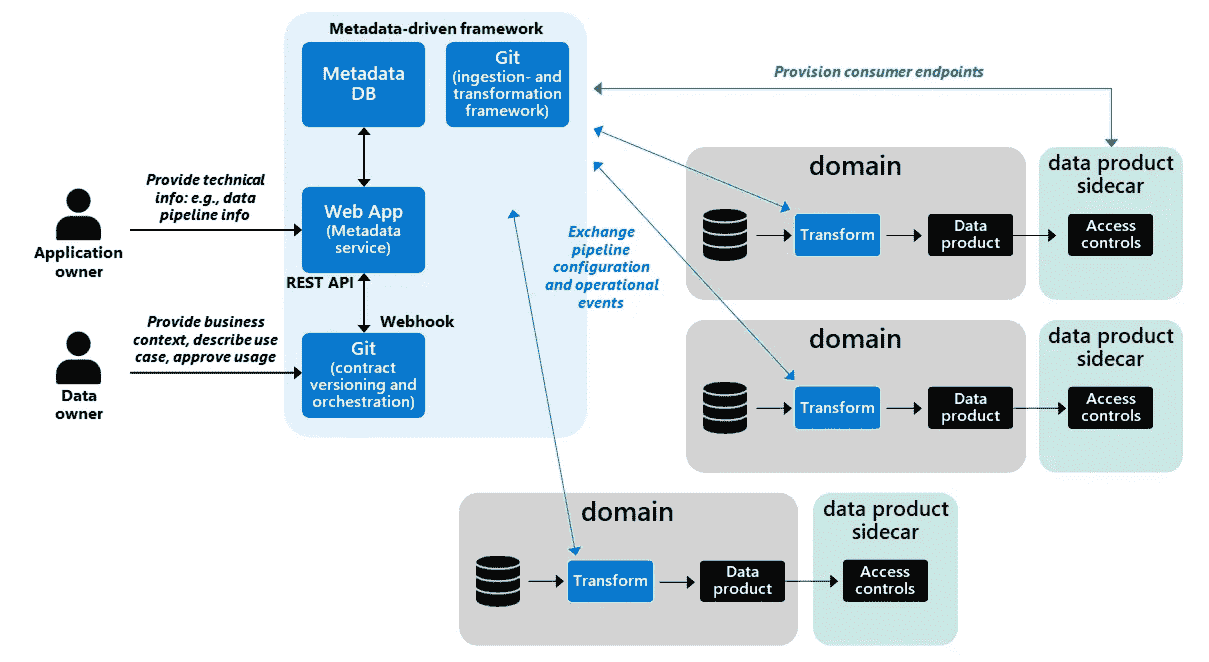 Metadata-driven framework
Metadata
DB
Git
(ingestion- and
transformation
framework)
Provision consumer endpoints
Provide technical
info: e.g., data
pipeline info
Application
owner
Web App
(Metadata
service)
REST API
Webhook
Provide business
context, describe use
case, approve usage
Data
owner
Git
(contract
versioning and
orchestration)
Exchange
pipeline
configuration
and operational
events
domain
Transform
Data
product
data product
sidecar
Access
controls
domain
Transform
Data
product
data product
sidecar
Access
controls
domain
Transform
Data
product
data product
sidecar
Access
controls